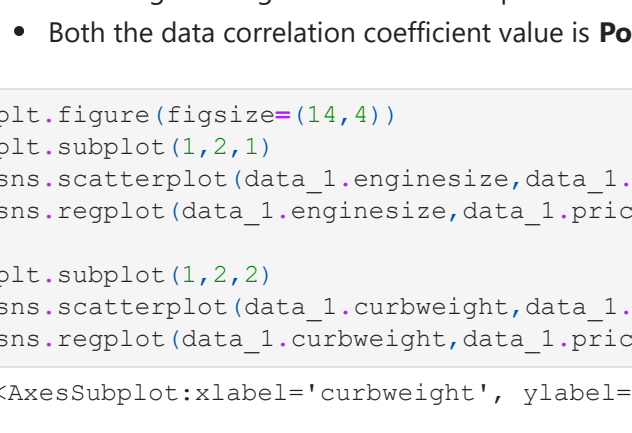 • Both the data correlation coefficient value is Po
plt.figure(figsize=(14,4))
plt.subplot(1,2,1)
sns.scatterplot(data_1.enginesize,data_1.
sns.regplot(data_1.enginesize,data_1.pric
plt.subplot(1,2,2)
sns.scatterplot(data_1.curbweight,data_1.
sns.regplot(data_1.curbweight,data_1.pric
<AxesSubplot:xlabel='curbweight', ylabel=